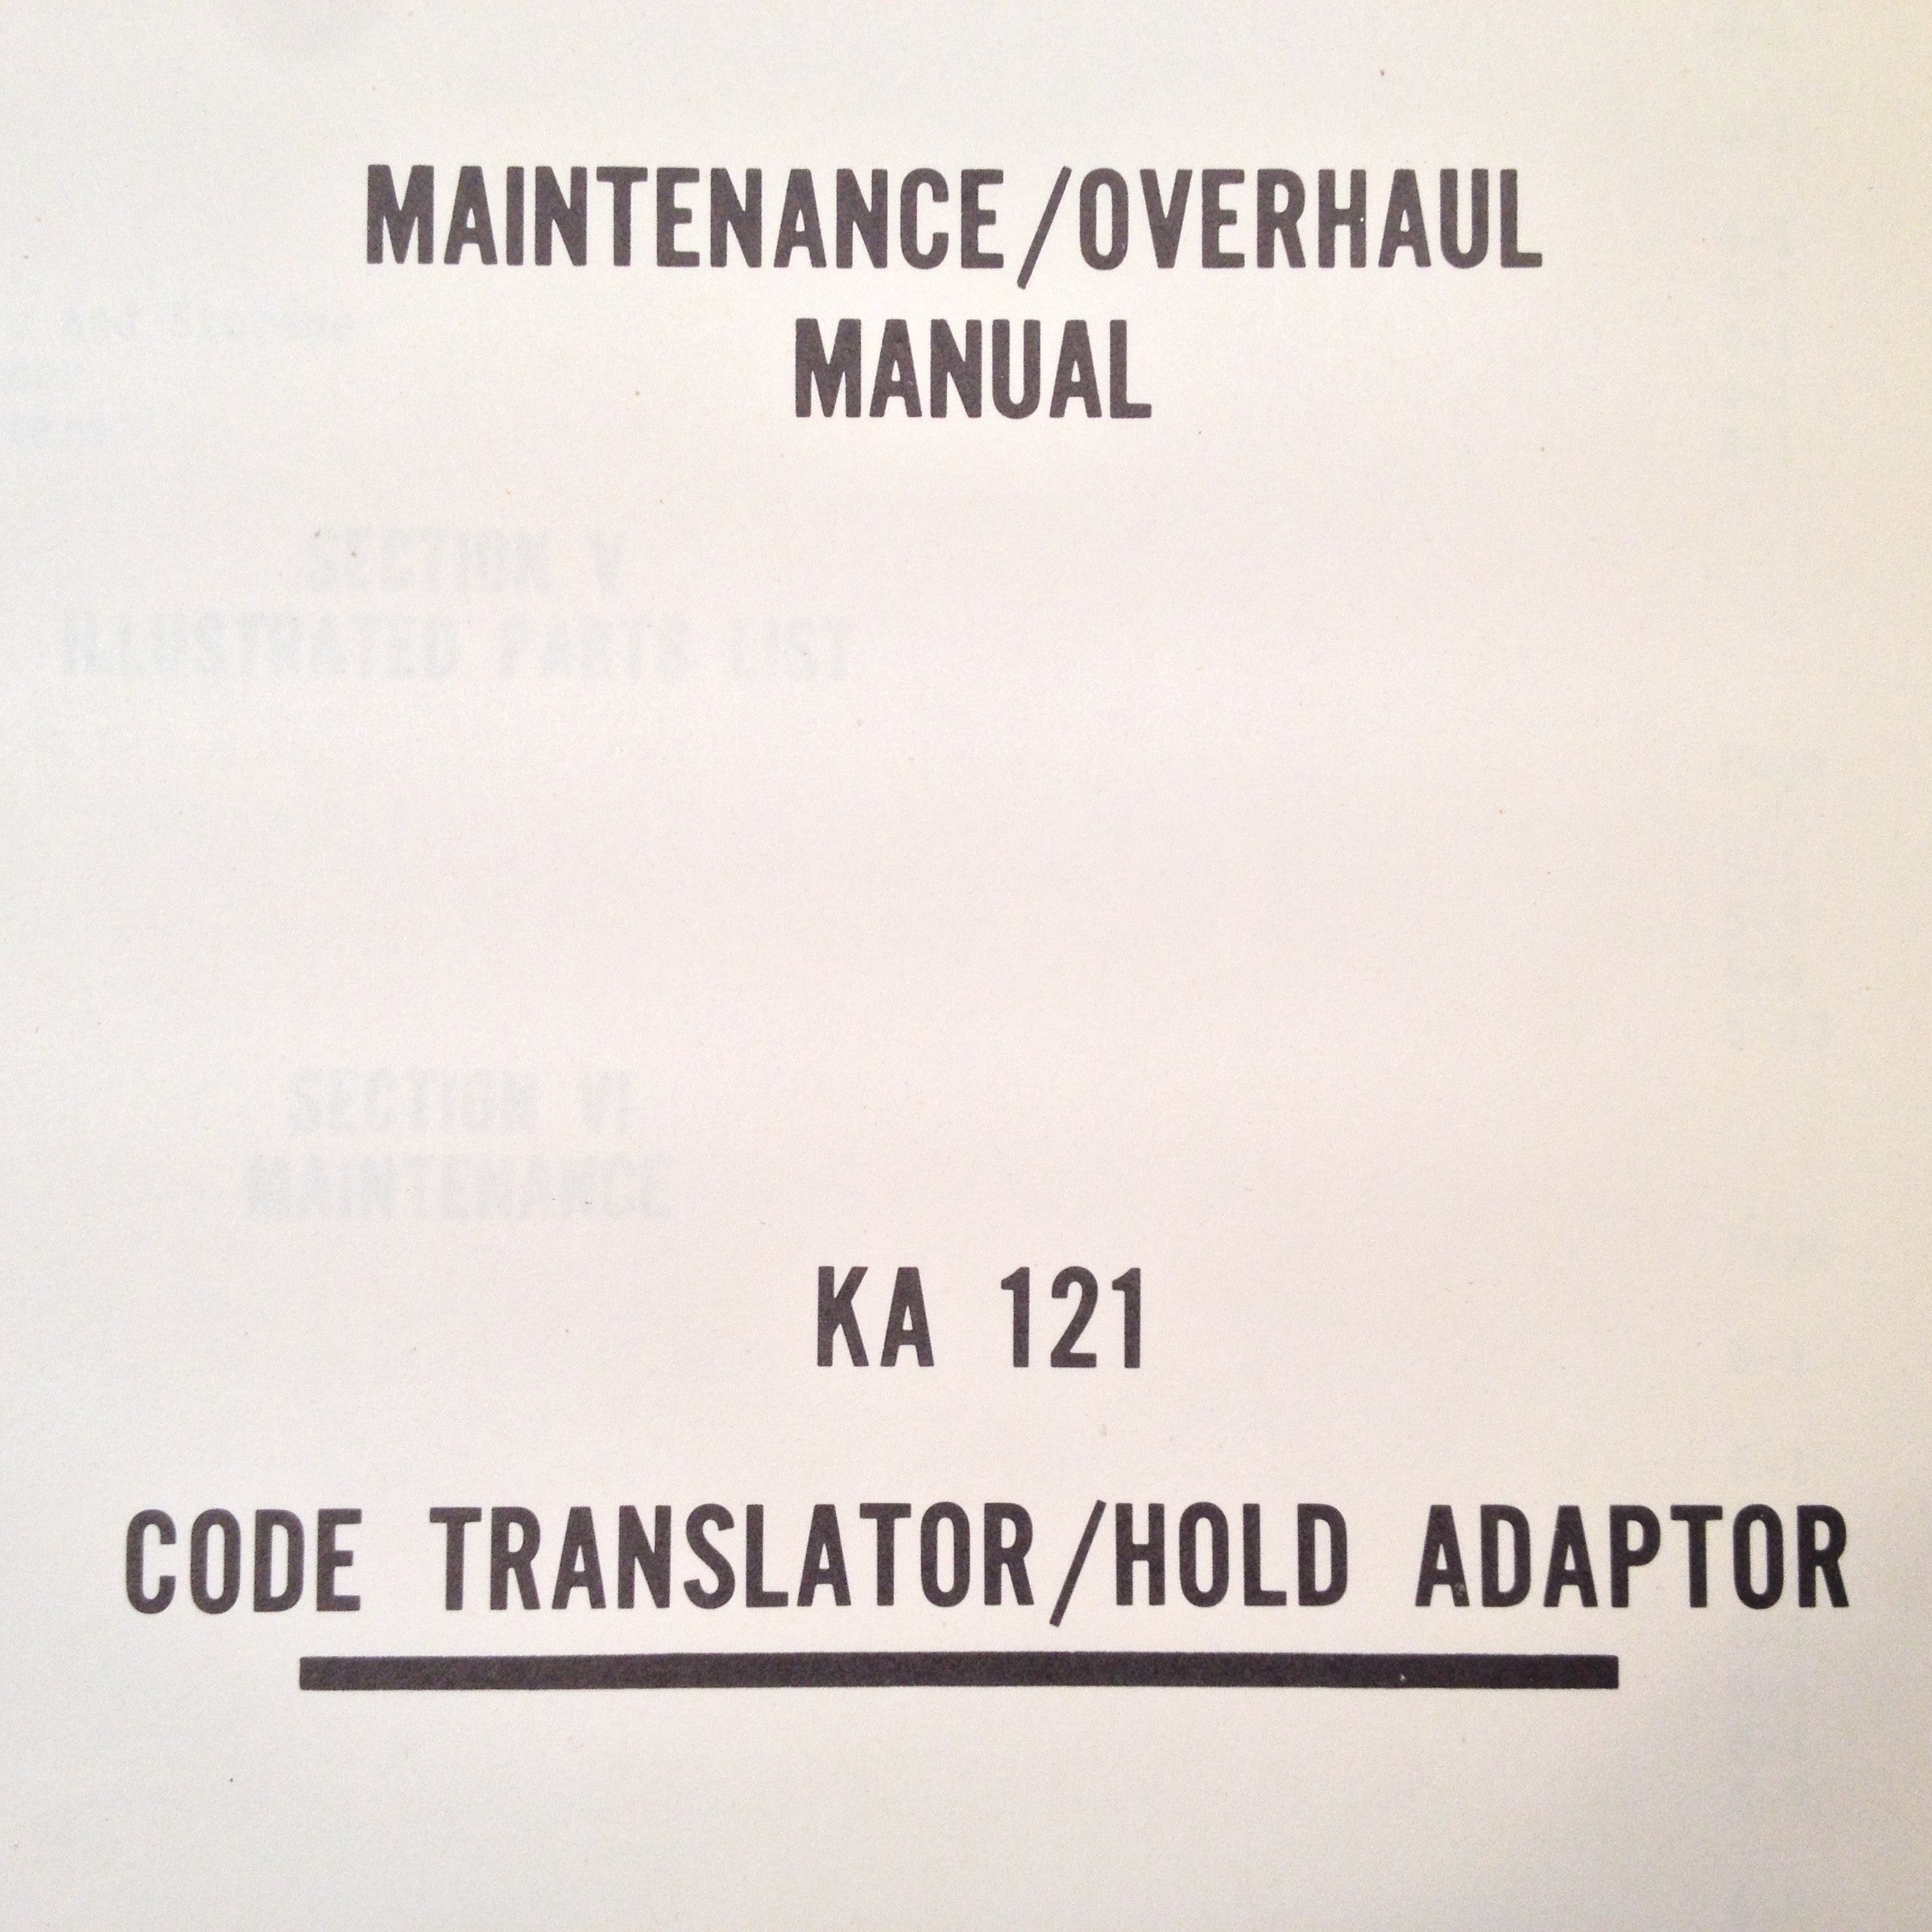 MAINTENANCE/OVERHAUL
MANUAL
SECTION V
ILLUSTRATED PARTS LIST
SECTION VI
MAINTENANCE
KA 121
CODE TRANSLATOR/HOLD ADAPTOR